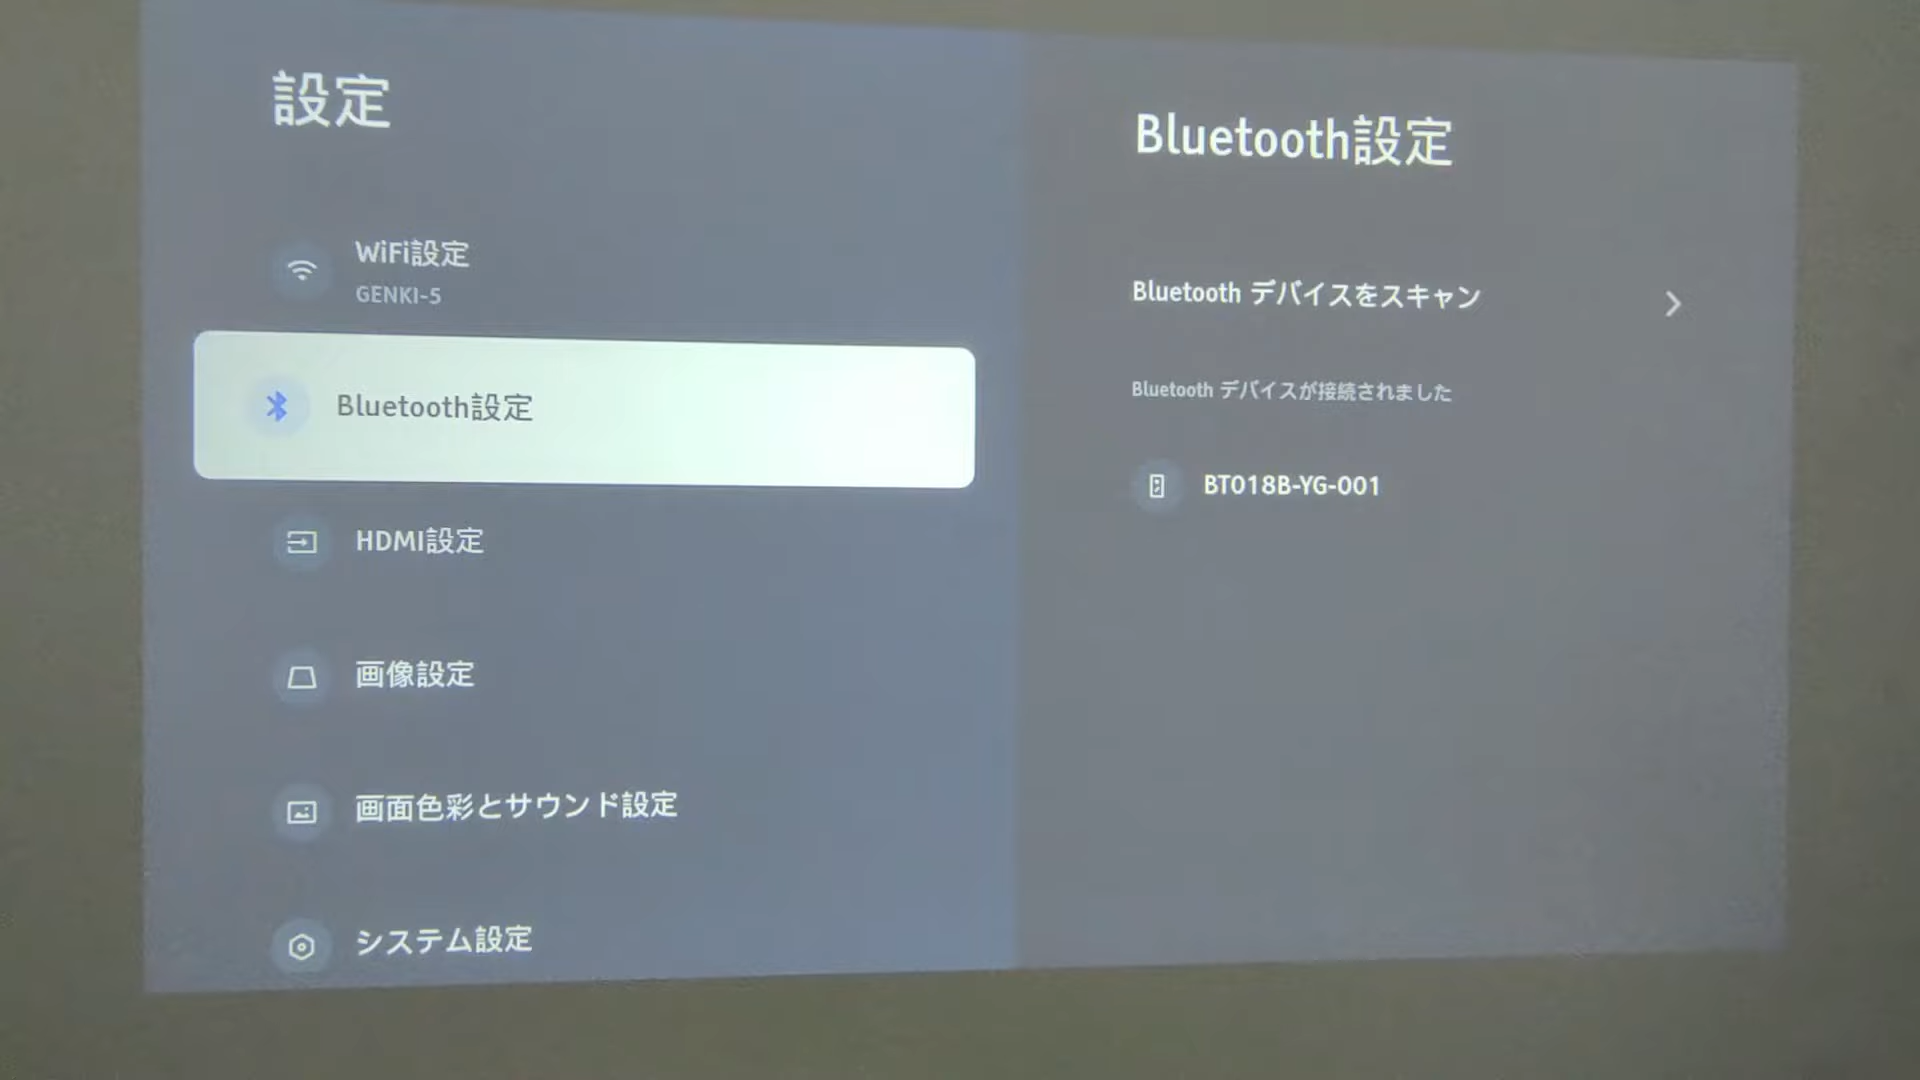 設定
WiFi設定
GENKI-5
Bluetooth設定
HDMI設定
画像設定
画面色彩とサウンド設定
システム設定
Bluetooth設定
Bluetooth デバイスをスキャン
Bluetooth デバイスが接続されました
BT018B-YG-001